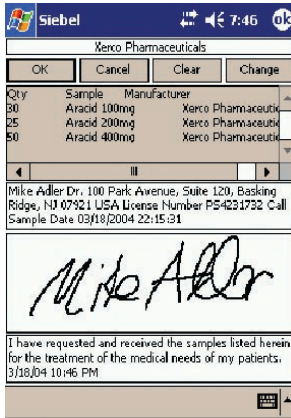 Siebel 7:46 ok
Xerco Pharmaceuticals
OK Cancel Clear Change
Qty Sample Manufacturer
30 Aracid 100mg Xerco Pharmaceutic
25 Aracid 200mg Xerco Pharmaceutic
50 Aracid 400mg Xerco Pharmaceutic
Mike Adler Dr. 100 Park Avenue, Suite 120, Basking
Ridge, NJ 07921 USA License Number PS4231732 Call
Sample Date 03/18/2004 22:15:31
Mike Adler
I have requested and received the samples listed herein
for the treatment of the medical needs of my patients.
3/18/04 10:46 PM